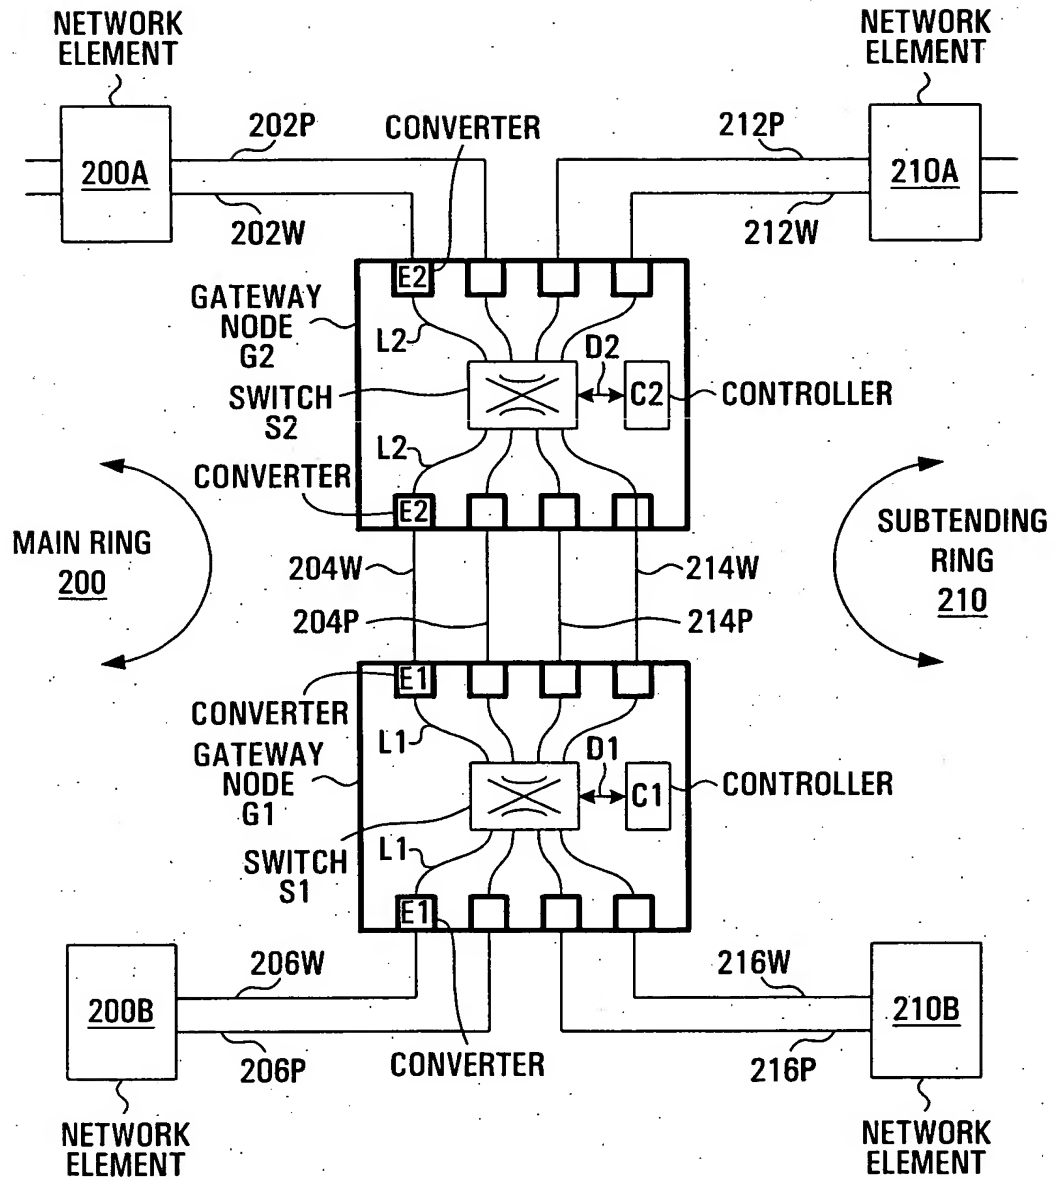 NETWORK
ELEMENT
NETWORK
ELEMENT
202P
CONVERTER
212P
200A
210A
202W
212W
E2
GATEWAY
NODE
G2
L2
D2
SWITCH
S2
C2
CONTROLLER
L2
CONVERTER
E2
MAIN RING
200
204W
214W
SUBTENDING
RING
210
204P
214P
E1
CONVERTER
L1
D1
GATEWAY
NODE
G1
C1
CONTROLLER
L1
SWITCH
S1
E1
206W
216W
200B
210B
206P
CONVERTER
216P
NETWORK
ELEMENT
NETWORK
ELEMENT